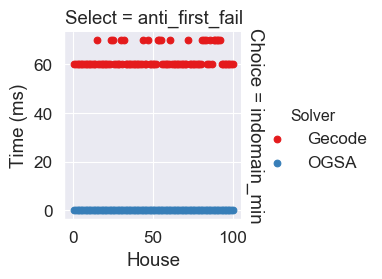 Select = anti_first_fail
Choice = indomain_min
Time (ms)
60
40
20
0
0 50 100
House
Solver
Gecode
OGSA